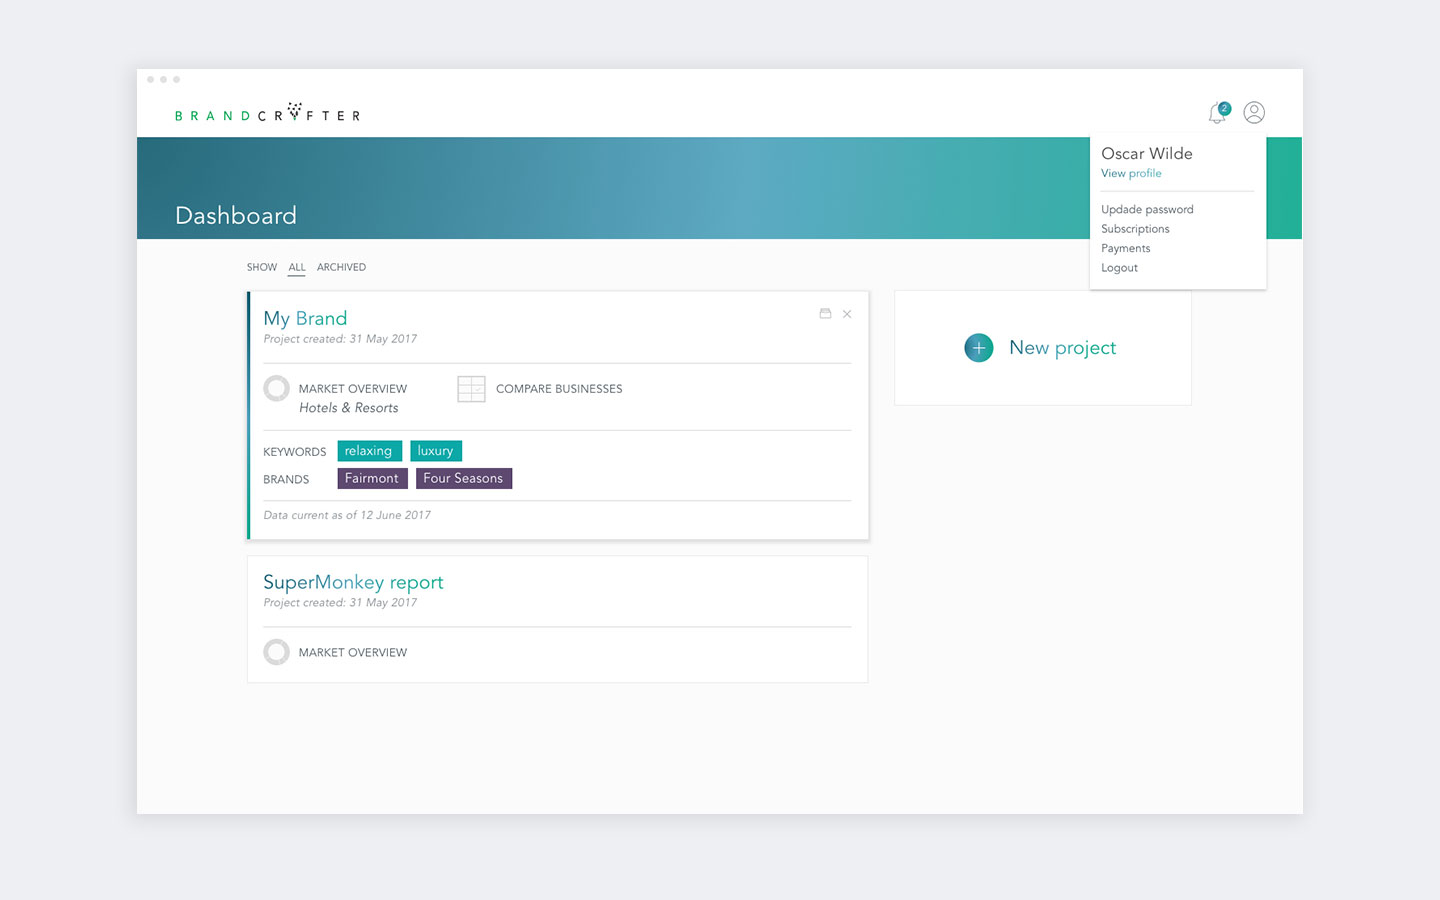 BRANDCRAFTER
2
Oscar Wilde
View profile
Updade password
Subscriptions
Payments
Logout
Dashboard
SHOW ALL ARCHIVED
My Brand
Project created: 31 May 2017
MARKET OVERVIEW
Hotels & Resorts
COMPARE BUSINESSES
KEYWORDS relaxing luxury
BRANDS Fairmont Four Seasons
Data current as of 12 June 2017
New project
SuperMonkey report
Project created: 31 May 2017
MARKET OVERVIEW